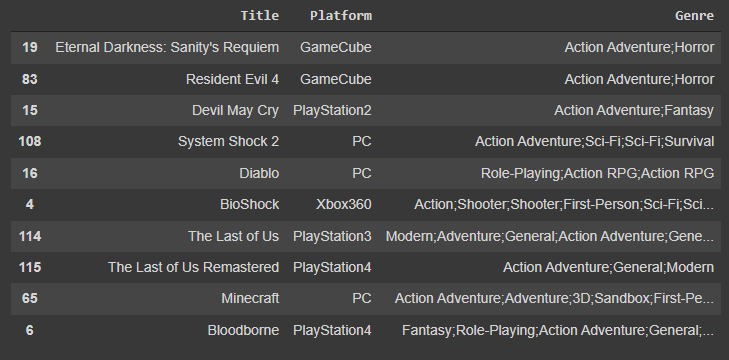 Title Platform Genre
19 Eternal Darkness: Sanity's Requiem GameCube Action Adventure;Horror
83 Resident Evil 4 GameCube Action Adventure;Horror
15 Devil May Cry PlayStation2 Action Adventure;Fantasy
108 System Shock 2 PC Action Adventure;Sci-Fi;Sci-Fi;Survival
16 Diablo PC Role-Playing;Action RPG;Action RPG
4 BioShock Xbox360 Action;Shooter;Shooter;First-Person;Sci-Fi;Sci...
114 The Last of Us PlayStation3 Modern;Adventure;General;Action Adventure;Gene...
115 The Last of Us Remastered PlayStation4 Action Adventure;General;Modern
65 Minecraft PC Action Adventure;Adventure;3D;Sandbox;First-Pe...
6 Bloodborne PlayStation4 Fantasy;Role-Playing;Action Adventure;General;...